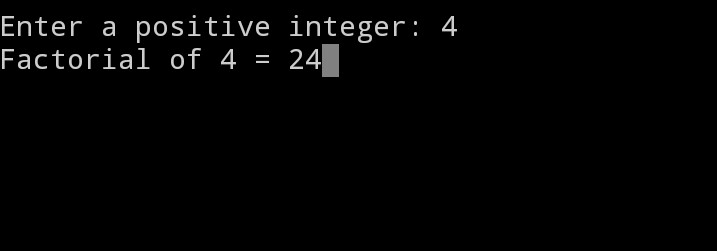 Enter a positive integer: 4
Factorial of 4 = 24